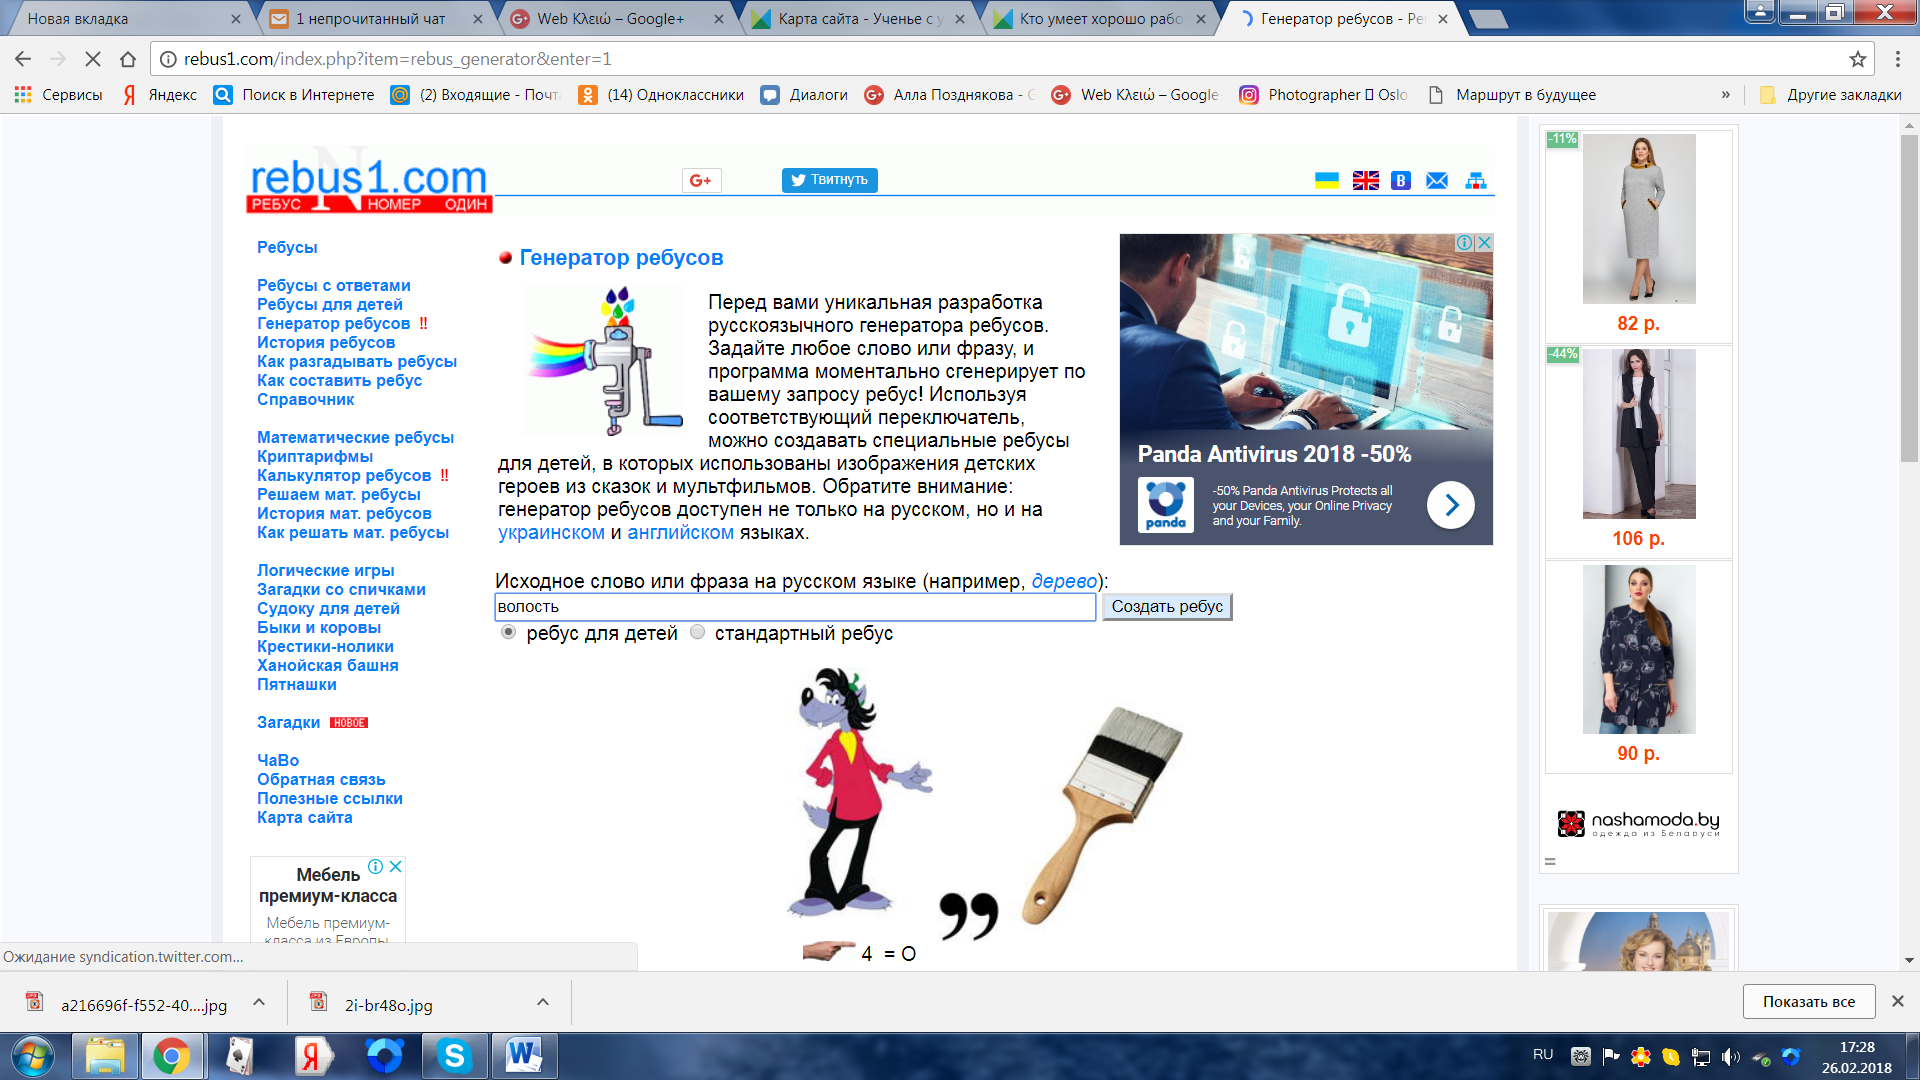 Новая вкладка
1 непрочитанный чат
Web Κλειώ – Google+
Карта сайта - Ученье с у
Кто умеет хорошо рабо
Генератор ребусов - Ре
rebus1.com/index.php?item=rebus_generator&enter=1
Сервисы
Яндекс
Поиск в Интернете
(2) Входящие - Почт
(14) Одноклассники
Диалоги
Алла Позднякова - G
Web Κλειώ – Google
Photographer ▯ Oslo
Маршрут в будущее
»
Другие закладки
rebus1.com
РЕБУС N НОМЕР ОДИН
G+
Твитнуть
B
Ребусы
Ребусы с ответами
Ребусы для детей
Генератор ребусов !!
История ребусов
Как разгадывать ребусы
Как составить ребус
Справочник
Математические ребусы
Криптарифмы
Калькулятор ребусов !!
Решаем мат. ребусы
История мат. ребусов
Как решать мат. ребусы
Логические игры
Загадки со спичками
Судоку для детей
Быки и коровы
Крестики-нолики
Ханойская башня
Пятнашки
Загадки НОВОЕ
ЧаВо
Обратная связь
Полезные ссылки
Карта сайта
Мебель
премиум-класса
Мебель премиум-
класса из Европы
Генератор ребусов
Перед вами уникальная разработка
русскоязычного генератора ребусов.
Задайте любое слово или фразу, и
программа моментально сгенерирует по
вашему запросу ребус! Используя
соответствующий переключатель,
можно создавать специальные ребусы
для детей, в которых использованы изображения детских
героев из сказок и мультфильмов. Обратите внимание:
генератор ребусов доступен не только на русском, но и на
украинском и английском языках.
Исходное слово или фраза на русском языке (например, дерево):
волость
Создать ребус
ребус для детей стандартный ребус
,,
4 = О
Panda Antivirus 2018 -50%
panda
-50% Panda Antivirus Protects all
your Devices, your Online Privacy
and your Family.
-11%
82 р.
-44%
106 р.
90 р.
nashamoda.by
одежда из Беларуси
Ожидание syndication.twitter.com...
a216696f-f552-40....jpg
2i-br48o.jpg
Показать все
RU
17:28
26.02.2018